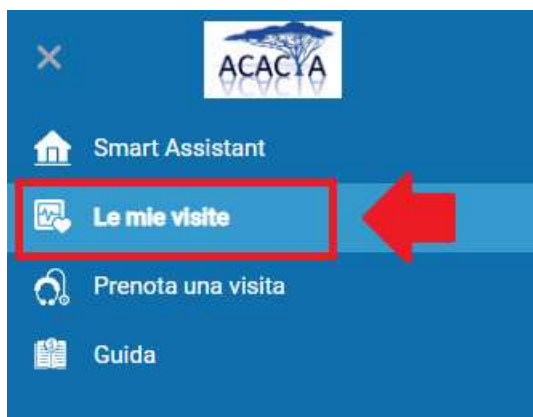 ACACIA
Smart Assistant
Le mie visite
Prenota una visita
Guida